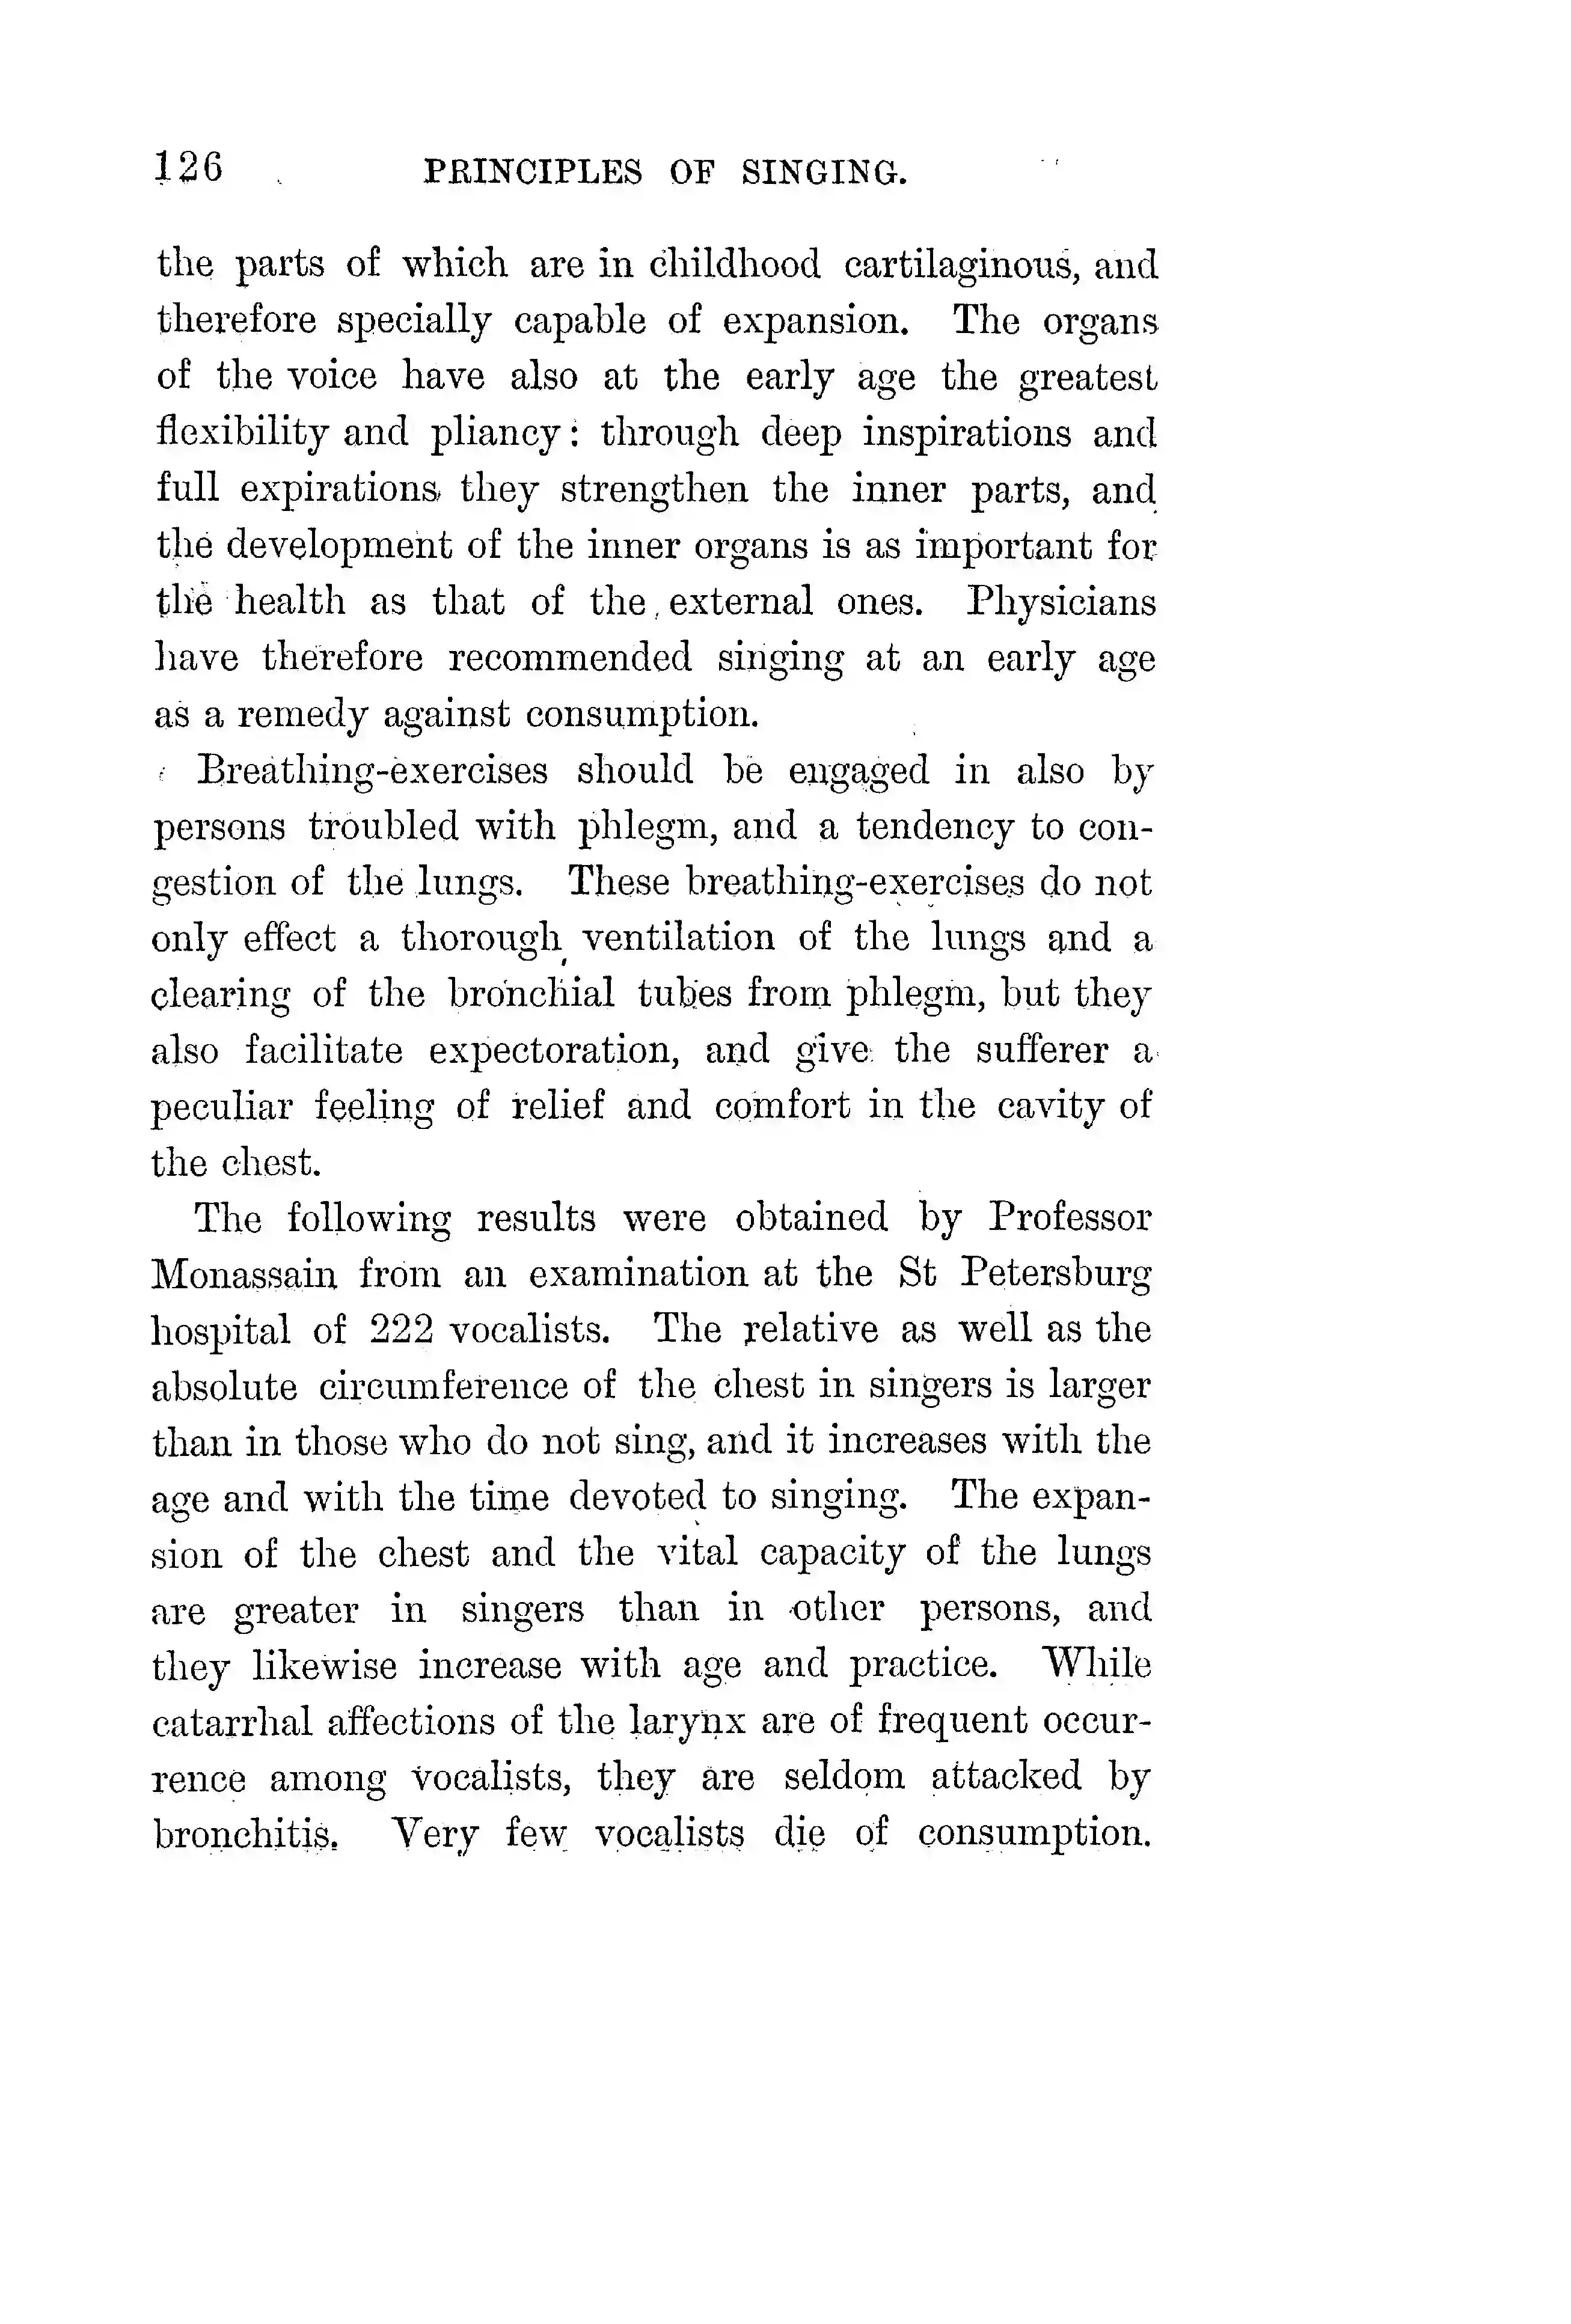 126 PRINCIPLES OF SINGING.
the parts of which are in childhood cartilaginous, and
therefore specially capable of expansion. The organs
of the voice have also at the early age the greatest
flexibility and pliancy: through deep inspirations and
full expirations they strengthen the inner parts, and
the development of the inner organs is as important for
the health as that of the external ones. Physicians
have therefore recommended singing at an early age
as a remedy against consumption.
Breathing-exercises should be engaged in also by
persons troubled with phlegm, and a tendency to con-
gestion of the lungs. These breathing-exercises do not
only effect a thorough ventilation of the lungs and a
clearing of the bronchial tubes from phlegm, but they
also facilitate expectoration, and give the sufferer a
peculiar feeling of relief and comfort in the cavity of
the chest.
The following results were obtained by Professor
Monassain from an examination at the St Petersburg
hospital of 222 vocalists. The relative as well as the
absolute circumference of the chest in singers is larger
than in those who do not sing, and it increases with the
age and with the time devoted to singing. The expan-
sion of the chest and the vital capacity of the lungs
are greater in singers than in other persons, and
they likewise increase with age and practice. While
catarrhal affections of the larynx are of frequent occur-
rence among vocalists, they are seldom attacked by
bronchitis. Very few vocalists die of consumption.